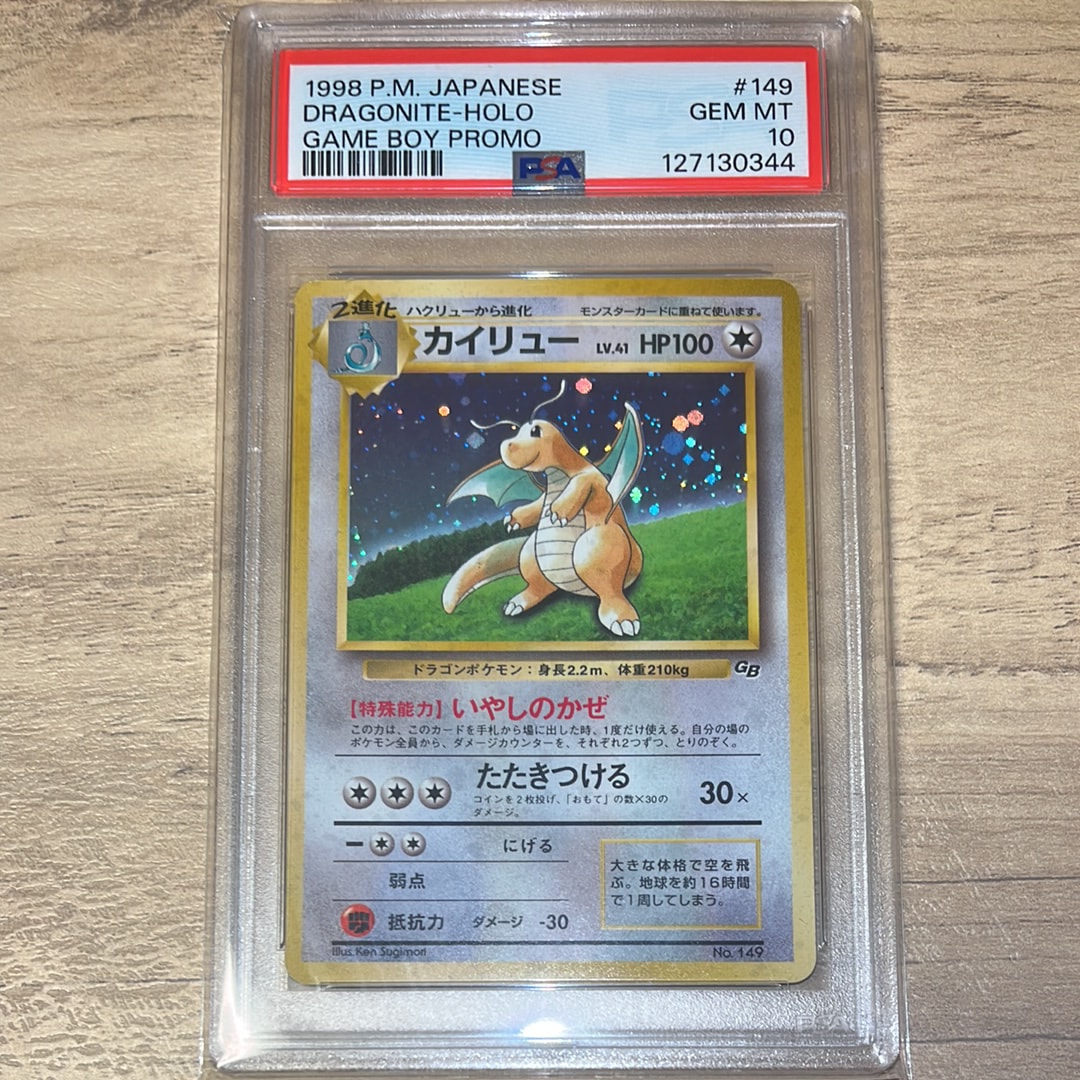 1998 P.M. JAPANESE #149
DRAGONITE-HOLO GEM MT
GAME BOY PROMO 10
PSA 127130344
2進化 ハクリューから進化 モンスターカードに重ねて使います。
カイリュー LV.41 HP100
ドラゴンポケモン：身長2.2m、体重210kg GB
【特殊能力】いやしのかぜ
この力は、このカードを手札から場に出した時、1度だけ使える。自分の場の
ポケモン全員から、ダメージカウンターを、それぞれ2つずつ、とりのぞく。
たたきつける 30×
コインを2枚投げ、「おもて」の数×30の
ダメージ。
− にげる
弱点
抵抗力 ダメージ -30
大きな体格で空を飛
ぶ。地球を約16時間
で1周してしまう。
Illus. Ken Sugimori No. 149
PSA